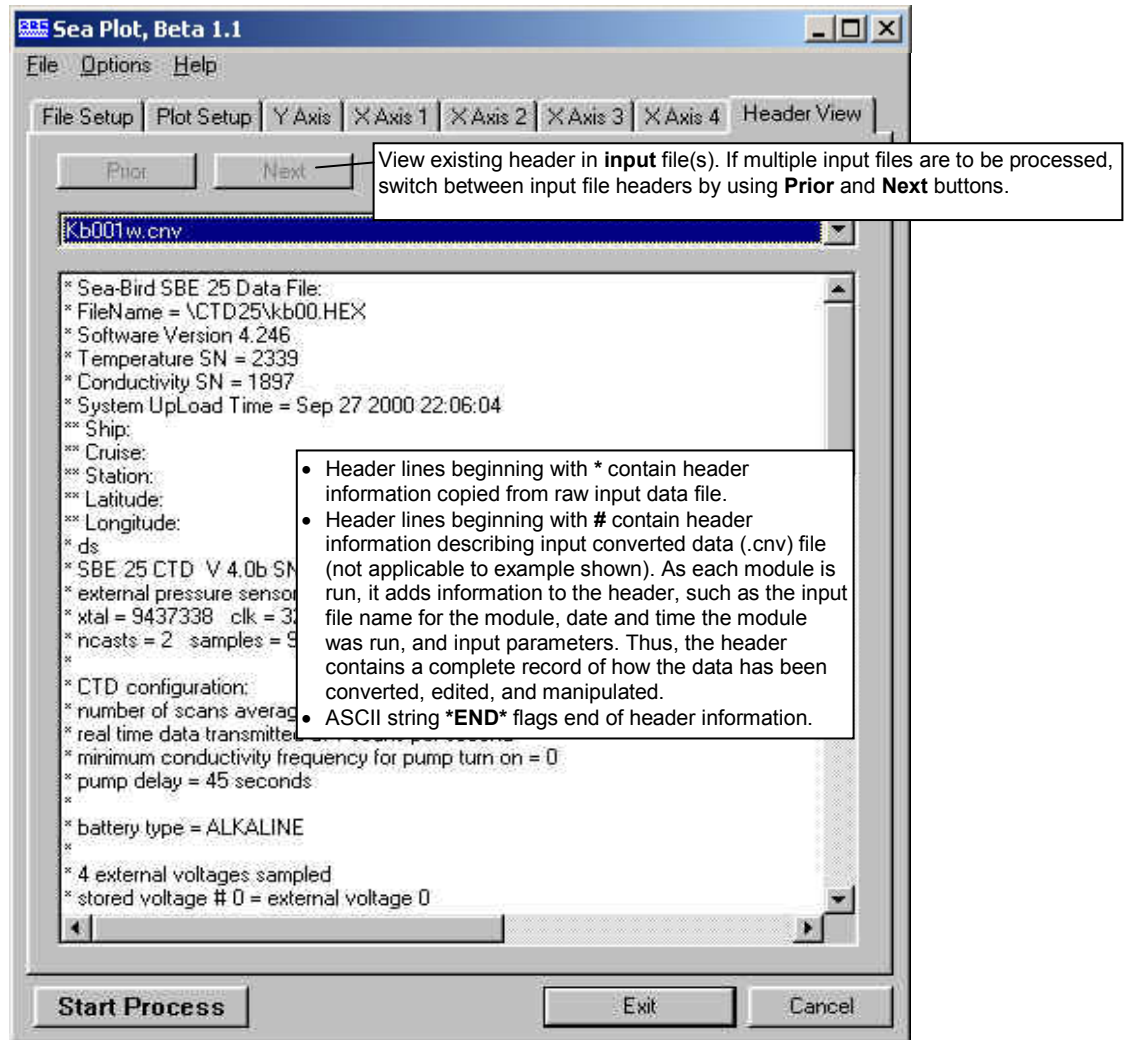 SBE Sea Plot, Beta 1.1
File Options Help
File Setup Plot Setup Y Axis X Axis 1 X Axis 2 X Axis 3 X Axis 4 Header View
Prior Next
View existing header in input file(s). If multiple input files are to be processed,
switch between input file headers by using Prior and Next buttons.
Kb001w.cnv
* Sea-Bird SBE 25 Data File:
* FileName = \CTD25\kb00.HEX
* Software Version 4.246
* Temperature SN = 2339
* Conductivity SN = 1897
* System UpLoad Time = Sep 27 2000 22:06:04
** Ship:
** Cruise:
** Station:
** Latitude:
** Longitude:
* ds
* SBE 25 CTD V 4.0b SN
* external pressure sensor
* xtal = 9437338 clk = 32
* ncasts = 2 samples =
*
* CTD configuration:
* number of scans averag
* real time data transmitted
* minimum conductivity frequency for pump turn on = 0
* pump delay = 45 seconds
*
* battery type = ALKALINE
*
* 4 external voltages sampled
* stored voltage # 0 = external voltage 0
• Header lines beginning with * contain header
information copied from raw input data file.
• Header lines beginning with # contain header
information describing input converted data (.cnv) file
(not applicable to example shown). As each module is
run, it adds information to the header, such as the input
file name for the module, date and time the module
was run, and input parameters. Thus, the header
contains a complete record of how the data has been
converted, edited, and manipulated.
• ASCII string *END* flags end of header information.
Start Process Exit Cancel